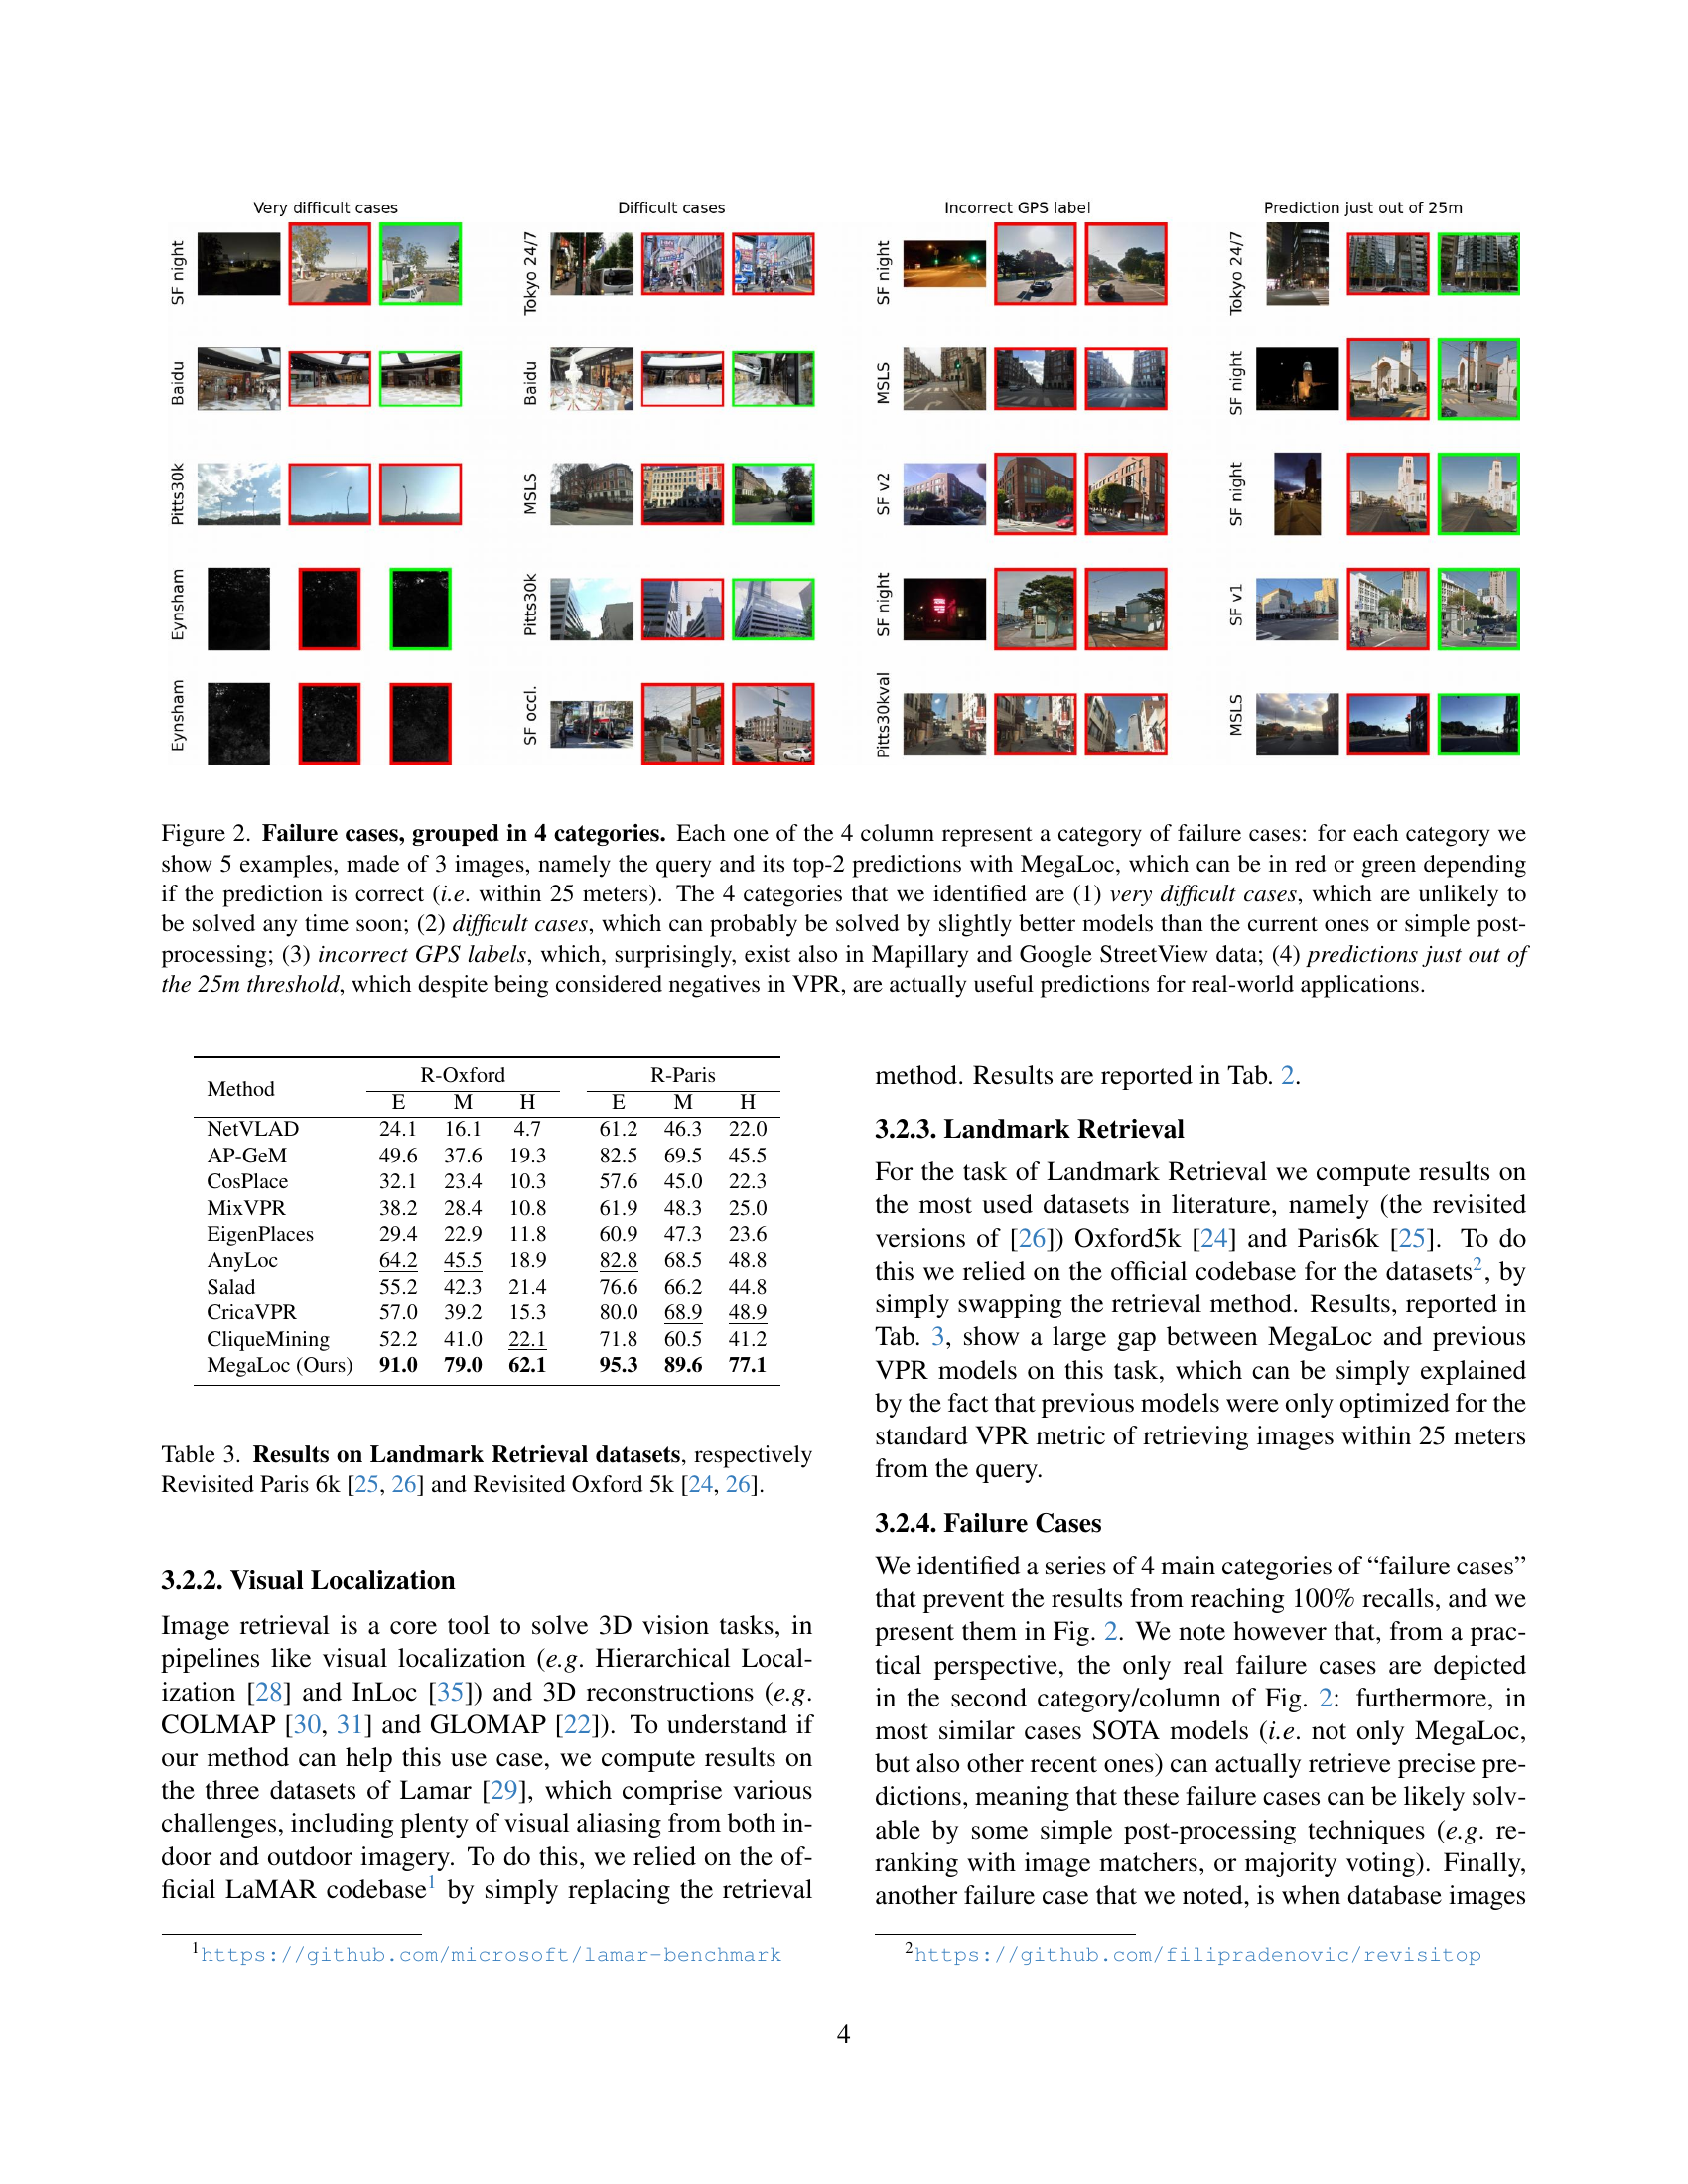 Very difficult cases
Difficult cases
Incorrect GPS label
Prediction just out of 25m
SF night
Tokyo 24/7
SF night
Tokyo 24/7
Baidu
Baidu
MSLS
SF night
Pitts30k
MSLS
SF v2
SF night
Eynsham
Pitts30k
SF night
SF v1
Eynsham
SF occl.
Pitts30kval
MSLS
Figure 2. Failure cases, grouped in 4 categories. Each one of the 4 column represent a category of failure cases: for each category we
show 5 examples, made of 3 images, namely the query and its top-2 predictions with MegaLoc, which can be in red or green depending
if the prediction is correct (i.e. within 25 meters). The 4 categories that we identified are (1) very difficult cases, which are unlikely to
be solved any time soon; (2) difficult cases, which can probably be solved by slightly better models than the current ones or simple post-
processing; (3) incorrect GPS labels, which, surprisingly, exist also in Mapillary and Google StreetView data; (4) predictions just out of
the 25m threshold, which despite being considered negatives in VPR, are actually useful predictions for real-world applications.
Method R-Oxford R-Paris
E M H E M H
NetVLAD 24.1 16.1 4.7 61.2 46.3 22.0
AP-GeM 49.6 37.6 19.3 82.5 69.5 45.5
CosPlace 32.1 23.4 10.3 57.6 45.0 22.3
MixVPR 38.2 28.4 10.8 61.9 48.3 25.0
EigenPlaces 29.4 22.9 11.8 60.9 47.3 23.6
AnyLoc 64.2 45.5 18.9 82.8 68.5 48.8
Salad 55.2 42.3 21.4 76.6 66.2 44.8
CricaVPR 57.0 39.2 15.3 80.0 68.9 48.9
CliqueMining 52.2 41.0 22.1 71.8 60.5 41.2
MegaLoc (Ours) 91.0 79.0 62.1 95.3 89.6 77.1
Table 3. Results on Landmark Retrieval datasets, respectively
Revisited Paris 6k [25, 26] and Revisited Oxford 5k [24, 26].
3.2.2. Visual Localization
Image retrieval is a core tool to solve 3D vision tasks, in
pipelines like visual localization (e.g. Hierarchical Local-
ization [28] and InLoc [35]) and 3D reconstructions (e.g.
COLMAP [30, 31] and GLOMAP [22]). To understand if
our method can help this use case, we compute results on
the three datasets of Lamar [29], which comprise various
challenges, including plenty of visual aliasing from both in-
door and outdoor imagery. To do this, we relied on the of-
ficial LaMAR codebase1 by simply replacing the retrieval
1https://github.com/microsoft/lamar-benchmark
method. Results are reported in Tab. 2.
3.2.3. Landmark Retrieval
For the task of Landmark Retrieval we compute results on
the most used datasets in literature, namely (the revisited
versions of [26]) Oxford5k [24] and Paris6k [25]. To do
this we relied on the official codebase for the datasets2, by
simply swapping the retrieval method. Results, reported in
Tab. 3, show a large gap between MegaLoc and previous
VPR models on this task, which can be simply explained
by the fact that previous models were only optimized for the
standard VPR metric of retrieving images within 25 meters
from the query.
3.2.4. Failure Cases
We identified a series of 4 main categories of “failure cases”
that prevent the results from reaching 100% recalls, and we
present them in Fig. 2. We note however that, from a prac-
tical perspective, the only real failure cases are depicted
in the second category/column of Fig. 2: furthermore, in
most similar cases SOTA models (i.e. not only MegaLoc,
but also other recent ones) can actually retrieve precise pre-
dictions, meaning that these failure cases can be likely solv-
able by some simple post-processing techniques (e.g. re-
ranking with image matchers, or majority voting). Finally,
another failure case that we noted, is when database images
2https://github.com/filipradenovic/revisitop
4